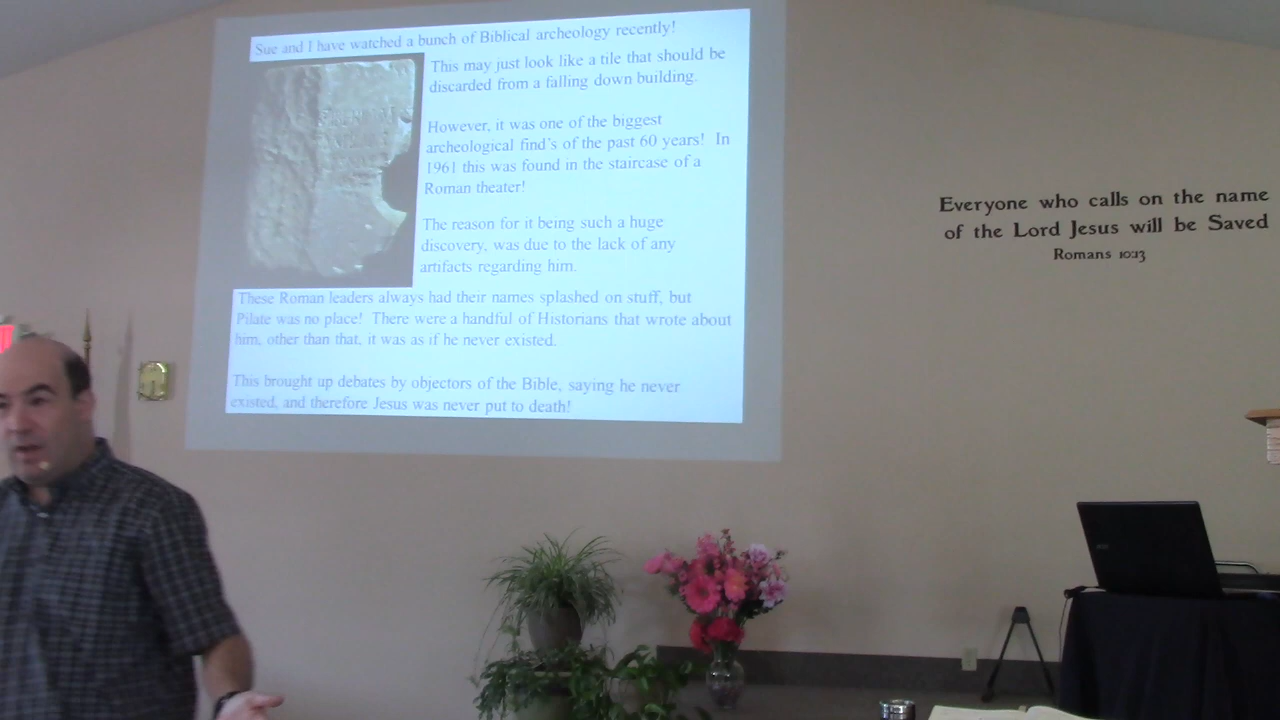 Sue and I have watched a bunch of Biblical archeology recently!
This may just look like a tile that should be
discarded from a falling down building.
However, it was one of the biggest
archeological find's of the past 60 years! In
1961 this was found in the staircase of a
Roman theater!
The reason for it being such a huge
discovery, was due to the lack of any
artifacts regarding him.
These Roman leaders always had their names splashed on stuff, but
Pilate was no place! There were a handful of Historians that wrote about
him, other than that, it was as if he never existed.
This brought up debates by objectors of the Bible, saying he never
existed, and therefore Jesus was never put to death!
Everyone who calls on the name
of the Lord Jesus will be Saved
Romans 10:13